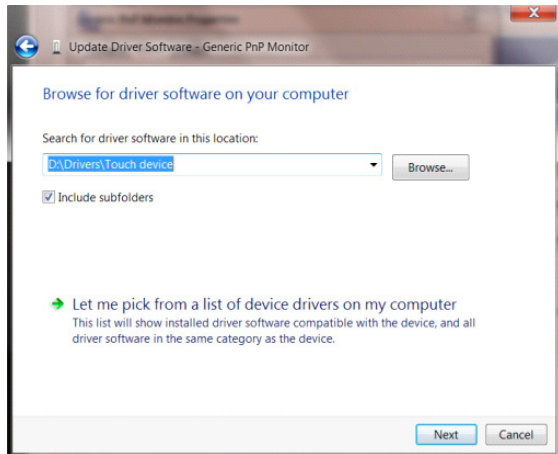 Update Driver Software - Generic PnP Monitor
Browse for driver software on your computer
Search for driver software in this location:
D:\Drivers\Touch device
Browse...
Include subfolders
Let me pick from a list of device drivers on my computer
This list will show installed driver software compatible with the device, and all
driver software in the same category as the device.
Next
Cancel